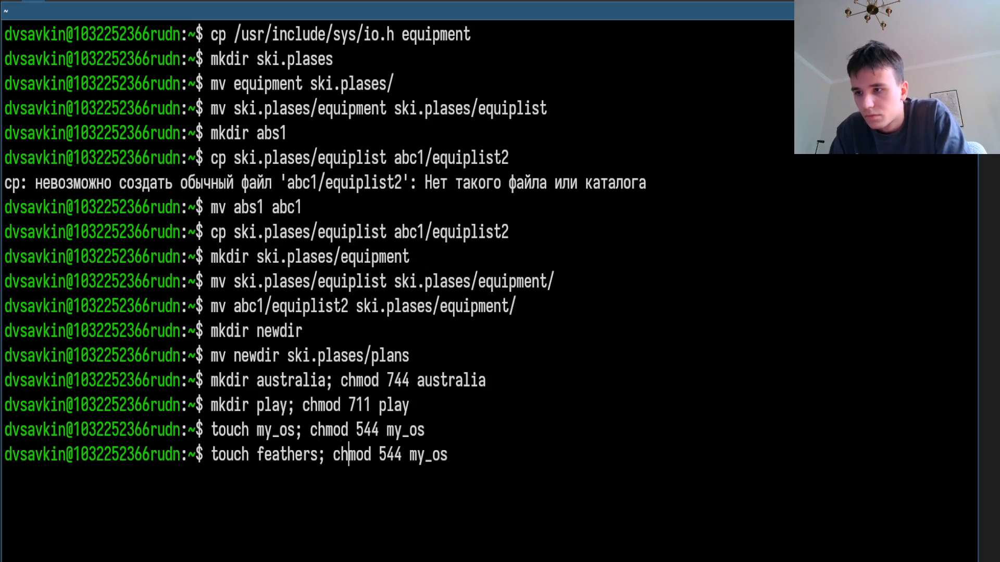 ~
dvsavkin@1032252366rudn:~$ cp /usr/include/sys/io.h equipment
dvsavkin@1032252366rudn:~$ mkdir ski.plases
dvsavkin@1032252366rudn:~$ mv equipment ski.plases/
dvsavkin@1032252366rudn:~$ mv ski.plases/equipment ski.plases/equiplist
dvsavkin@1032252366rudn:~$ mkdir abs1
dvsavkin@1032252366rudn:~$ cp ski.plases/equiplist abc1/equiplist2
cp: невозможно создать обычный файл 'abc1/equiplist2': Нет такого файла или каталога
dvsavkin@1032252366rudn:~$ mv abs1 abc1
dvsavkin@1032252366rudn:~$ cp ski.plases/equiplist abc1/equiplist2
dvsavkin@1032252366rudn:~$ mkdir ski.plases/equipment
dvsavkin@1032252366rudn:~$ mv ski.plases/equiplist ski.plases/equipment/
dvsavkin@1032252366rudn:~$ mv abc1/equiplist2 ski.plases/equipment/
dvsavkin@1032252366rudn:~$ mkdir newdir
dvsavkin@1032252366rudn:~$ mv newdir ski.plases/plans
dvsavkin@1032252366rudn:~$ mkdir australia; chmod 744 australia
dvsavkin@1032252366rudn:~$ mkdir play; chmod 711 play
dvsavkin@1032252366rudn:~$ touch my_os; chmod 544 my_os
dvsavkin@1032252366rudn:~$ touch feathers; chmod 544 my_os